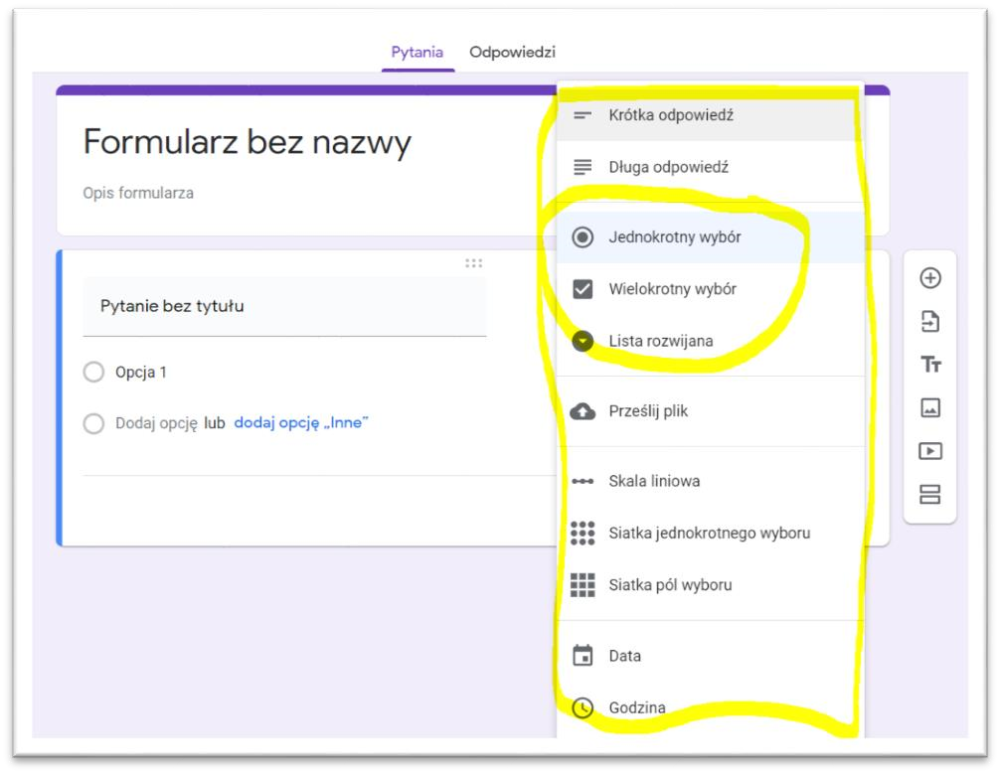 Pytania Odpowiedzi
Formularz bez nazwy
Opis formularza
Pytanie bez tytułu
Opcja 1
Dodaj opcję lub dodaj opcję „Inne”
Krótka odpowiedź
Długa odpowiedź
Jednokrotny wybór
Wielokrotny wybór
Lista rozwijana
Prześlij plik
Skala liniowa
Siatka jednokrotnego wyboru
Siatka pól wyboru
Data
Godzina
Tт